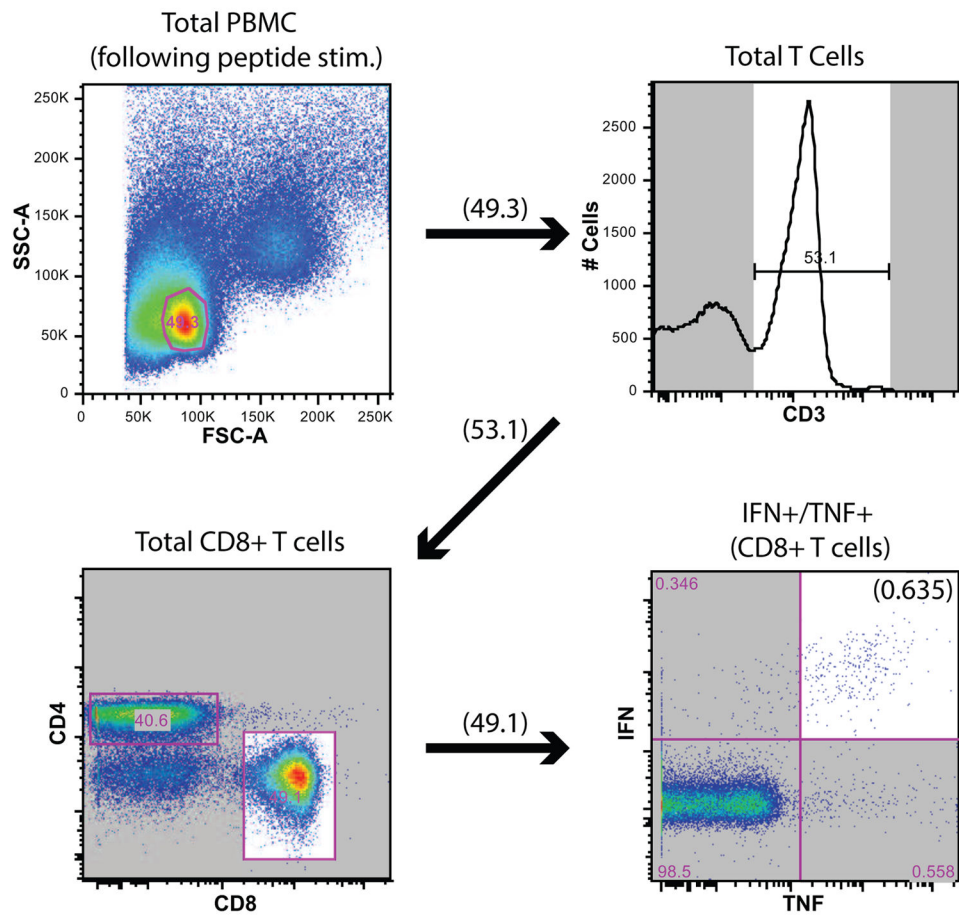 Total PBMC
(following peptide stim.)
250K
200K
150K
100K
50K
0
SSC-A
49.3
0 50K 100K 150K 200K 250K
FSC-A
(49.3)
Total T Cells
2500
2000
1500
1000
500
0
# Cells
53.1
CD3
(53.1)
Total CD8+ T cells
CD4
40.6
CD8
(49.1)
IFN+/TNF+
(CD8+ T cells)
0.346
(0.635)
IFN
98.5
0.558
TNF